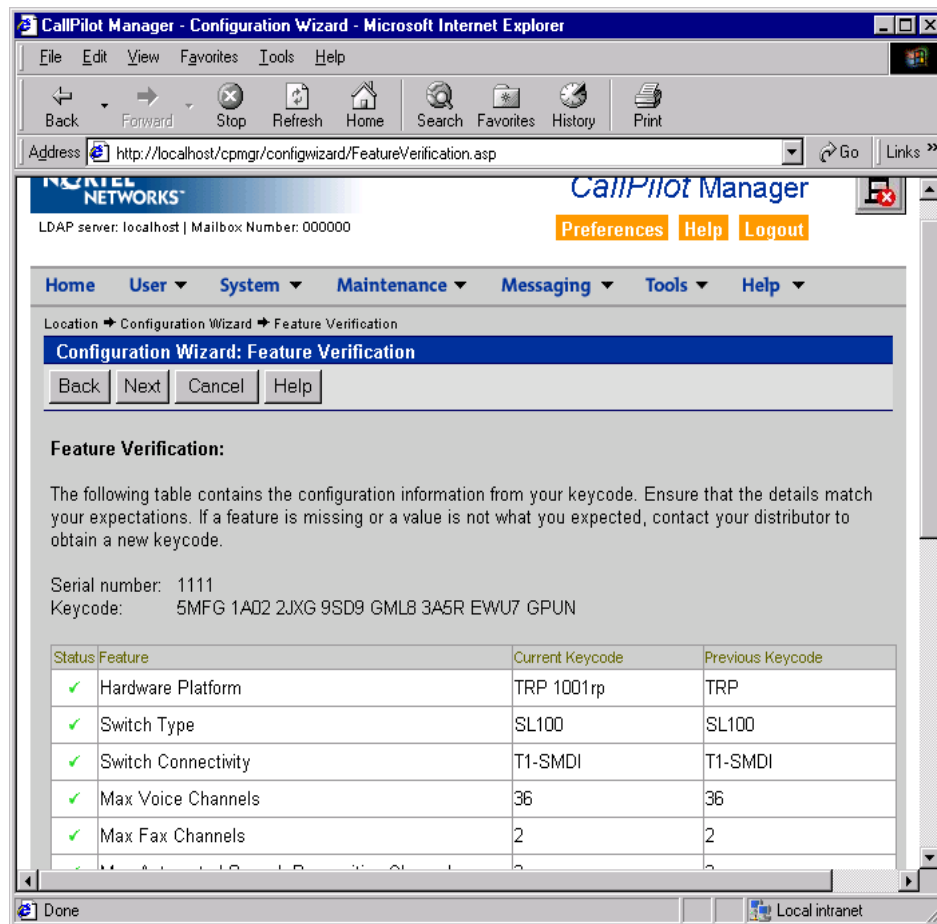 CallPilot Manager - Configuration Wizard - Microsoft Internet Explorer
File Edit View Favorites Tools Help
Back Forward Stop Refresh Home Search Favorites History Print
Address http://localhost/cpmgr/configwizard/FeatureVerification.asp Go Links »
NORTEL
NETWORKS™
CallPilot Manager
LDAP server: localhost | Mailbox Number: 000000
Preferences Help Logout
Home User System Maintenance Messaging Tools Help
Location Configuration Wizard Feature Verification
Configuration Wizard: Feature Verification
Back Next Cancel Help
Feature Verification:
The following table contains the configuration information from your keycode. Ensure that the details match
your expectations. If a feature is missing or a value is not what you expected, contact your distributor to
obtain a new keycode.
Serial number: 1111
Keycode: 5MFG 1A02 2JXG 9SD9 GML8 3A5R EWU7 GPUN
Status Feature Current Keycode Previous Keycode
Hardware Platform TRP 1001rp TRP
Switch Type SL100 SL100
Switch Connectivity T1-SMDI T1-SMDI
Max Voice Channels 36 36
Max Fax Channels 2 2
Done Local intranet